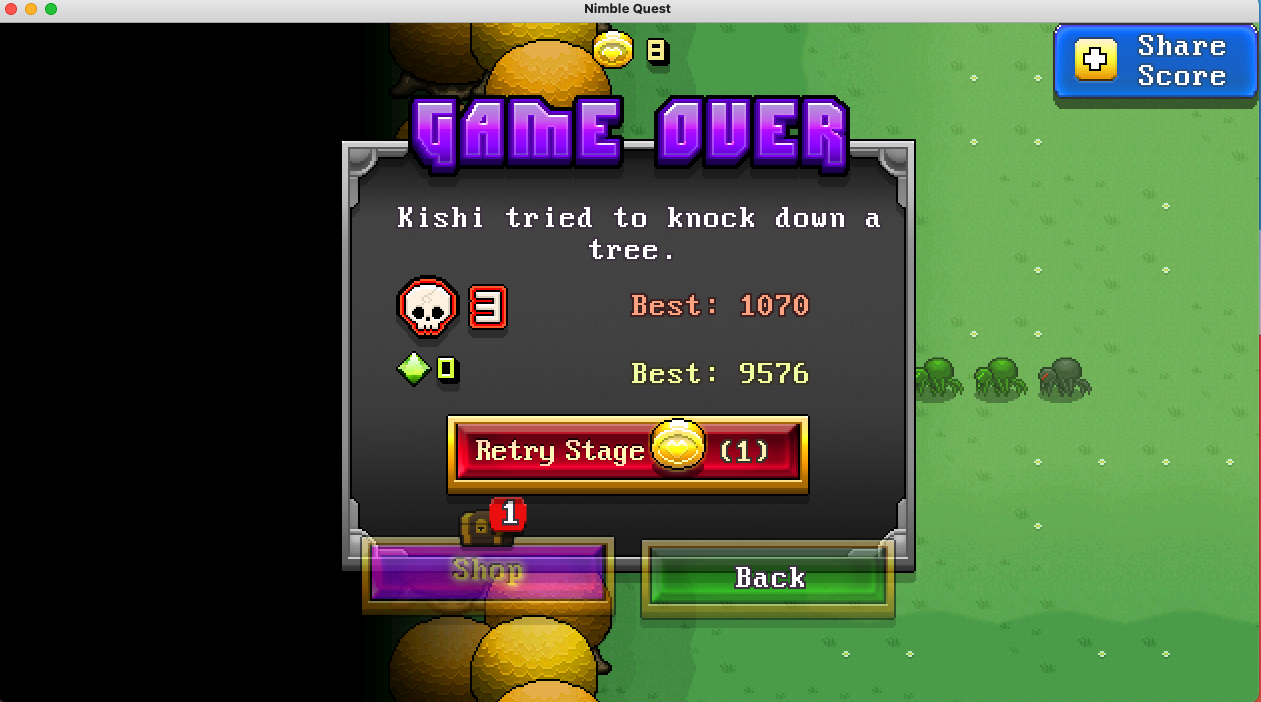 Nimble Quest
8
Share
Score
GAME OVER
Kishi tried to knock down a
tree.
3
Best: 1070
0
Best: 9576
Retry Stage (1)
1
Shop
Back